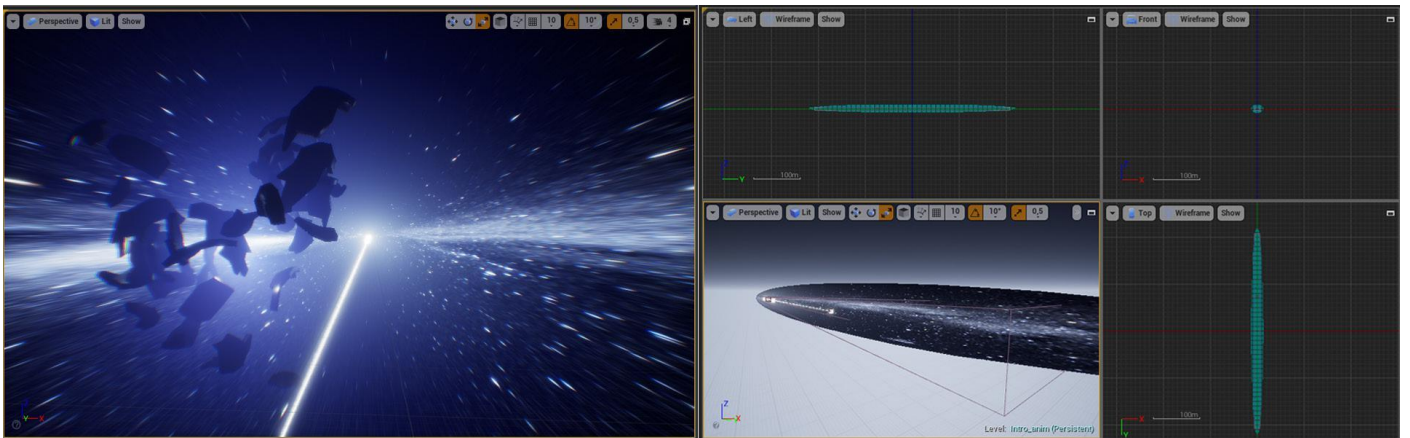 Perspective Lit Show 10 10° 0,5 4
Left Wireframe Show
Front Wireframe Show
Z
Y
100m
Z
X
100m
Perspective Lit Show 10 10° 0,5
Top Wireframe Show
Z
Y X
Z
X
Level: Intro_anim (Persistent)
X
100m
Y